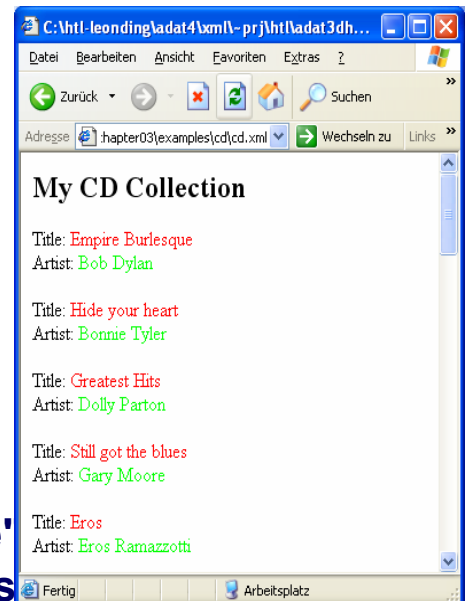 C:\htl-leonding\adat4\xml\~prj\htl\adat3dh...
Datei Bearbeiten Ansicht Favoriten Extras ?
Zurück Suchen »
Adresse :hapter03\examples\cd\cd.xml Wechseln zu Links »
My CD Collection
Title: Empire Burlesque
Artist: Bob Dylan
Title: Hide your heart
Artist: Bonnie Tyler
Title: Greatest Hits
Artist: Dolly Parton
Title: Still got the blues
Artist: Gary Moore
Title: Eros
Artist: Eros Ramazzotti
e'
s
Fertig Arbeitsplatz